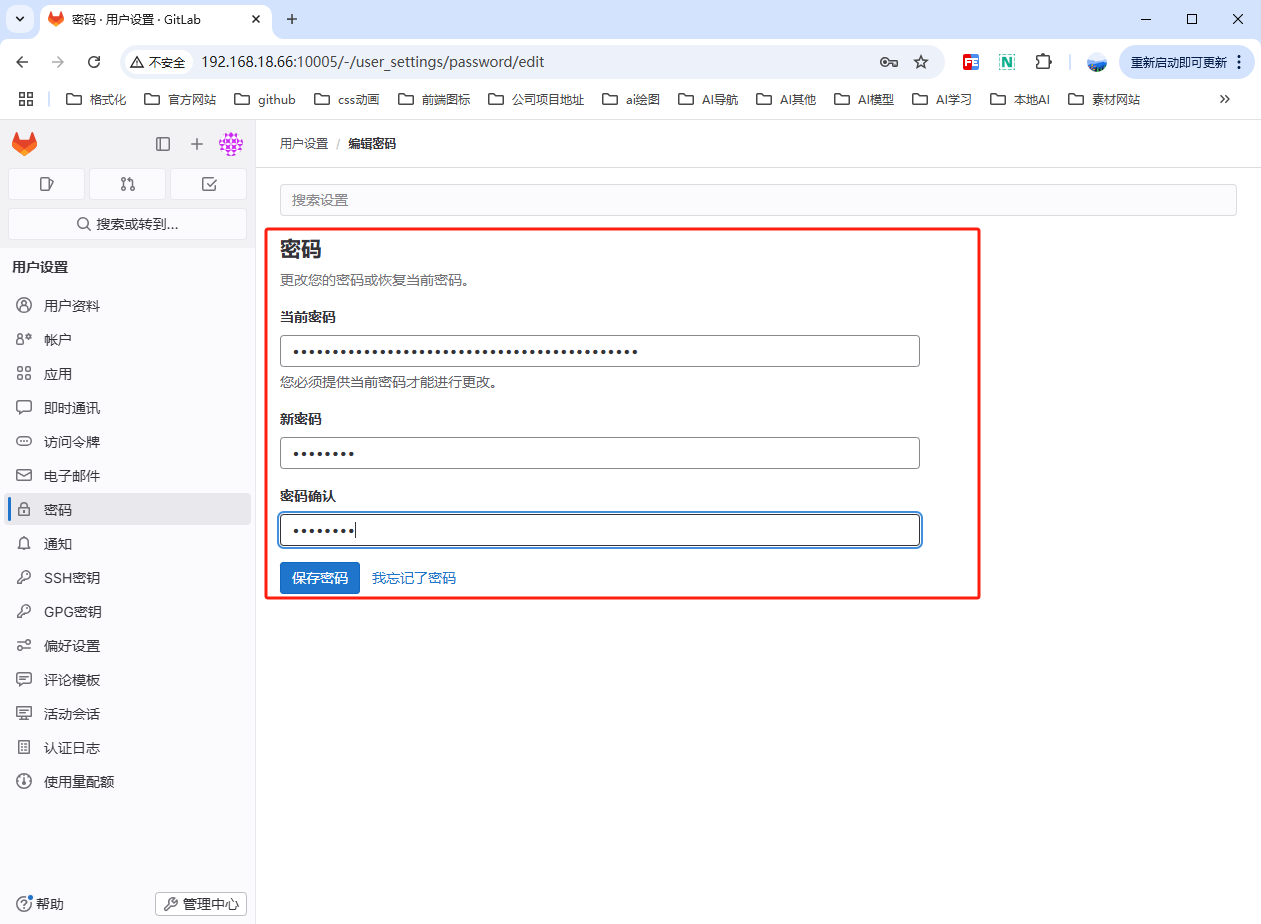 密码 · 用户设置 · GitLab
不安全
192.168.18.66:10005/-/user_settings/password/edit
重新启动即可更新
格式化
官方网站
github
css动画
前端图标
公司项目地址
ai绘图
AI导航
AI其他
AI模型
AI学习
本地AI
素材网站
搜索或转到...
用户设置
用户资料
帐户
应用
即时通讯
访问令牌
电子邮件
密码
通知
SSH密钥
GPG密钥
偏好设置
评论模板
活动会话
认证日志
使用量配额
帮助
管理中心
用户设置 / 编辑密码
搜索设置
密码
更改您的密码或恢复当前密码。
当前密码
••••••••••••••••••••••••••••••••••••••••••••
您必须提供当前密码才能进行更改。
新密码
••••••••
密码确认
••••••••
保存密码 我忘记了密码